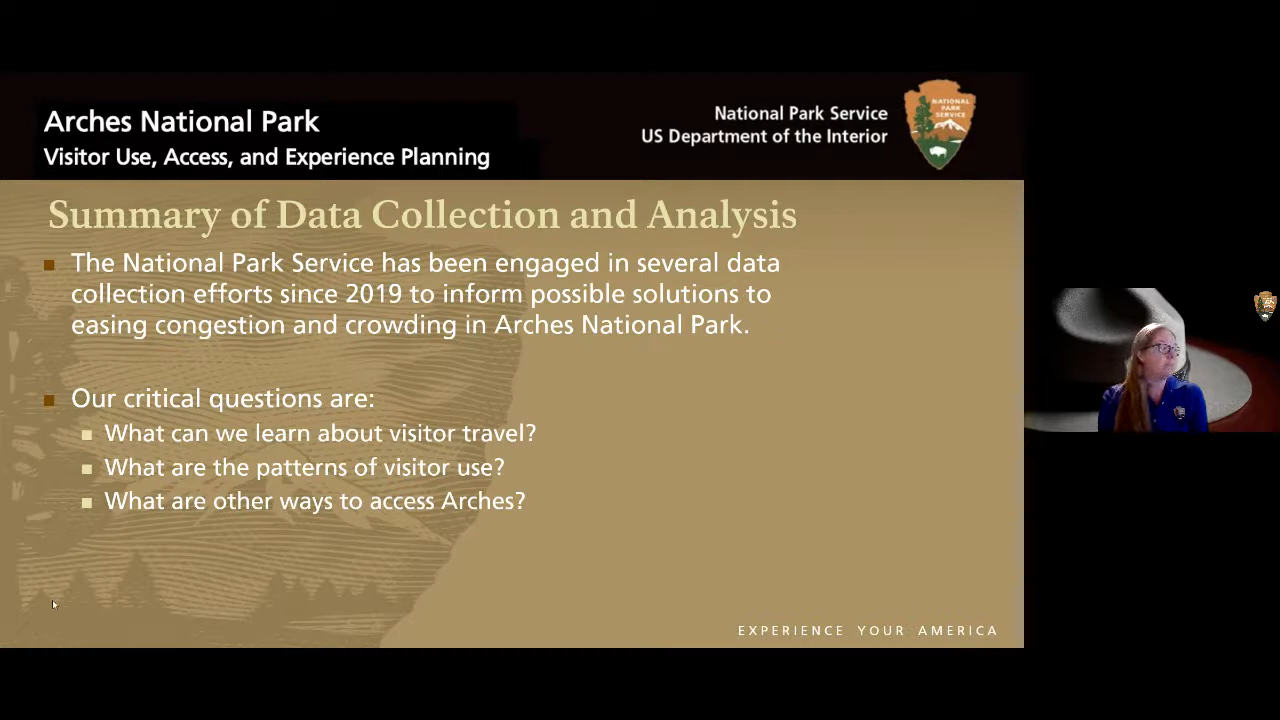 Arches National Park
Visitor Use, Access, and Experience Planning
National Park Service
US Department of the Interior
NATIONAL
PARK
SERVICE
Summary of Data Collection and Analysis
The National Park Service has been engaged in several data
collection efforts since 2019 to inform possible solutions to
easing congestion and crowding in Arches National Park.
Our critical questions are:
What can we learn about visitor travel?
What are the patterns of visitor use?
What are other ways to access Arches?
EXPERIENCE YOUR AMERICA